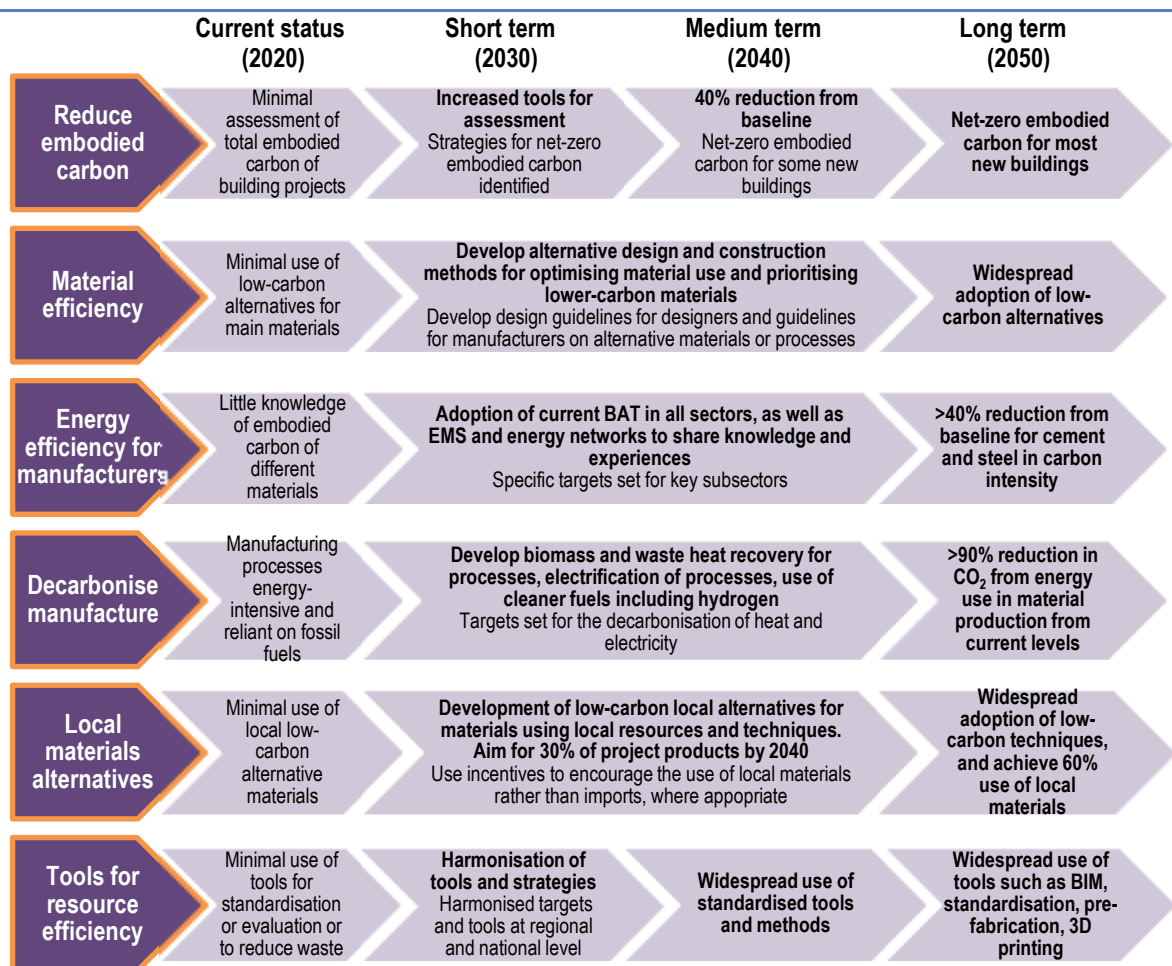 Current status
(2020)
Short term
(2030)
Medium term
(2040)
Long term
(2050)
Reduce
embodied
carbon
Minimal
assessment of
total embodied
carbon of
building projects
Increased tools for
assessment
Strategies for net-zero
embodied carbon
identified
40% reduction from
baseline
Net-zero embodied
carbon for some new
buildings
Net-zero embodied
carbon for most
new buildings
Material
efficiency
Minimal use of
low-carbon
alternatives for
main materials
Develop alternative design and construction
methods for optimising material use and prioritising
lower-carbon materials
Develop design guidelines for designers and guidelines
for manufacturers on alternative materials or processes
Widespread
adoption of low-
carbon alternatives
Energy
efficiency for
manufacturers
Little knowledge
of embodied
carbon of
different
materials
Adoption of current BAT in all sectors, as well as
EMS and energy networks to share knowledge and
experiences
Specific targets set for key subsectors
>40% reduction from
baseline for cement
and steel in carbon
intensity
Decarbonise
manufacture
Manufacturing
processes
energy-
intensive and
reliant on fossil
fuels
Develop biomass and waste heat recovery for
processes, electrification of processes, use of
cleaner fuels including hydrogen
Targets set for the decarbonisation of heat and
electricity
>90% reduction in
CO₂ from energy
use in material
production from
current levels
Local
materials
alternatives
Minimal use of
local low-
carbon
alternative
materials
Development of low-carbon local alternatives for
materials using local resources and techniques.
Aim for 30% of project products by 2040
Use incentives to encourage the use of local materials
rather than imports, where appopriate
Widespread
adoption of low-
carbon techniques,
and achieve 60%
use of local
materials
Tools for
resource
efficiency
Minimal use of
tools for
standardisation
or evaluation or
to reduce waste
Harmonisation of
tools and strategies
Harmonised targets
and tools at regional
and national level
Widespread use of
standardised tools
and methods
Widespread use of
tools such as BIM,
standardisation, pre-
fabrication, 3D
printing